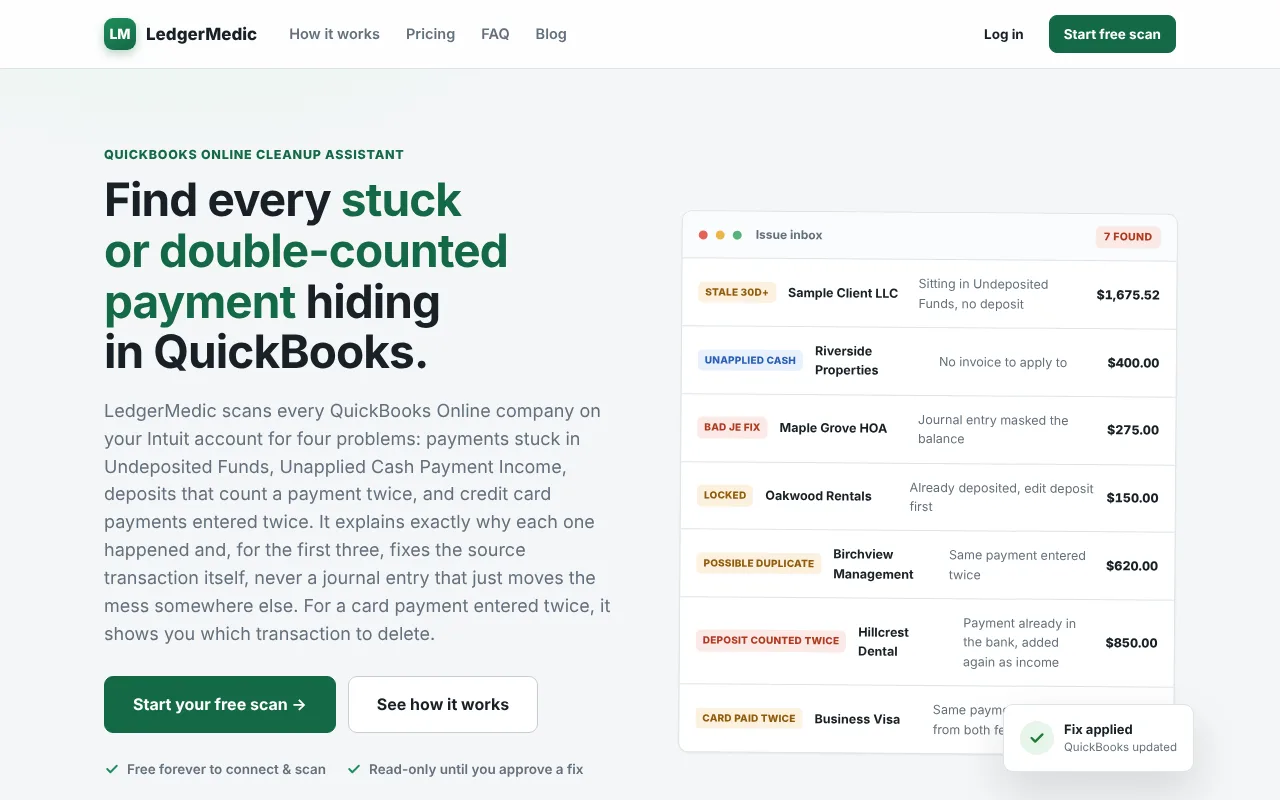 LM LedgerMedic How it works Pricing FAQ Blog Log in Start free scan
QUICKBOOKS ONLINE CLEANUP ASSISTANT
Find every stuck
or double-counted
payment hiding
in QuickBooks.
LedgerMedic scans every QuickBooks Online company on
your Intuit account for four problems: payments stuck in
Undeposited Funds, Unapplied Cash Payment Income,
deposits that count a payment twice, and credit card
payments entered twice. It explains exactly why each one
happened and, for the first three, fixes the source
transaction itself, never a journal entry that just moves the
mess somewhere else. For a card payment entered twice, it
shows you which transaction to delete.
Start your free scan → See how it works
Free forever to connect & scan Read-only until you approve a fix
Issue inbox 7 FOUND
STALE 30D+ Sample Client LLC Sitting in Undeposited
Funds, no deposit $1,675.52
UNAPPLIED CASH Riverside
Properties No invoice to apply to $400.00
BAD JE FIX Maple Grove HOA Journal entry masked the
balance $275.00
LOCKED Oakwood Rentals Already deposited, edit deposit
first $150.00
POSSIBLE DUPLICATE Birchview
Management Same payment entered
twice $620.00
DEPOSIT COUNTED TWICE Hillcrest
Dental Payment already in
the bank, added
again as income $850.00
CARD PAID TWICE Business Visa Same
from both
Fix applied
QuickBooks updated